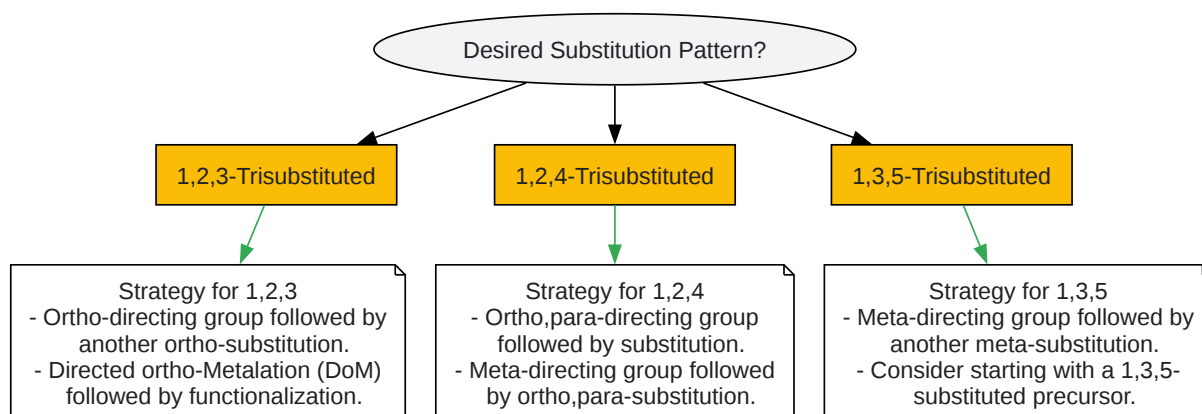 Desired Substitution Pattern?
1,2,3-Trisubstituted
1,2,4-Trisubstituted
1,3,5-Trisubstituted
Strategy for 1,2,3
- Ortho-directing group followed by
another ortho-substitution.
- Directed ortho-Metalation (DoM)
followed by functionalization.
Strategy for 1,2,4
- Ortho,para-directing group
followed by substitution.
- Meta-directing group followed
by ortho,para-substitution.
Strategy for 1,3,5
- Meta-directing group followed by
another meta-substitution.
- Consider starting with a 1,3,5-
substituted precursor.